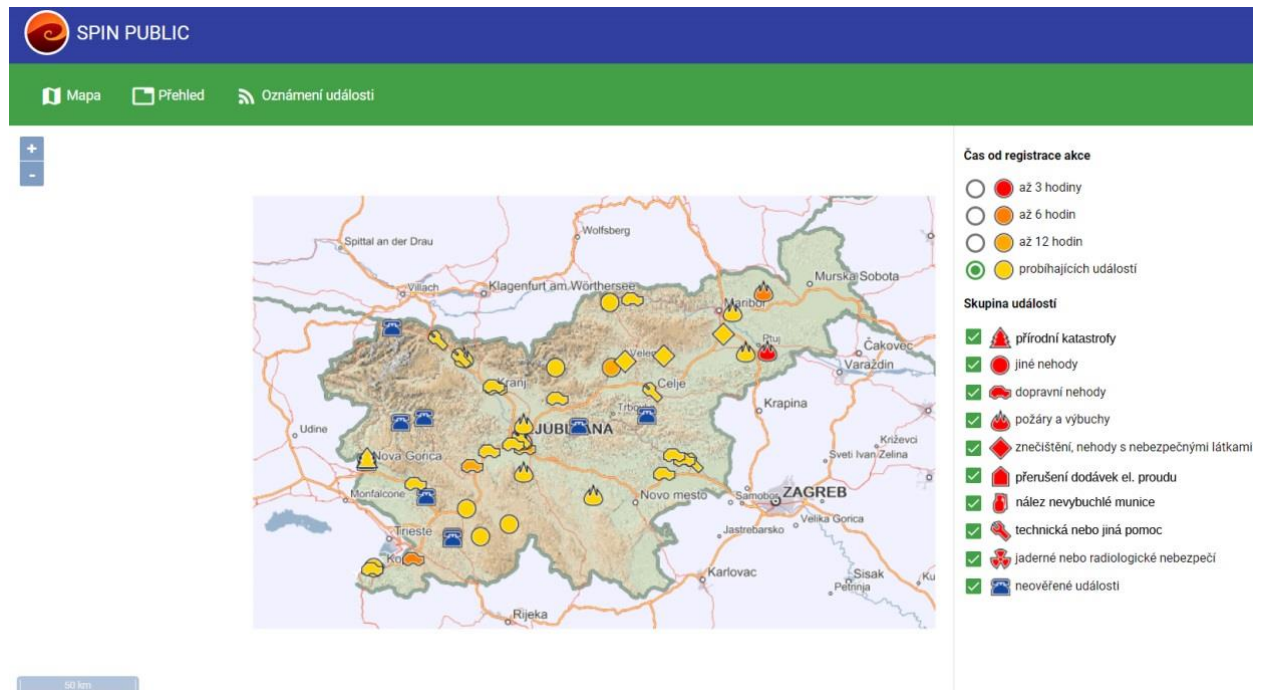 SPIN PUBLIC
Mapa
Přehled
Oznámení události
+
-
Čas od registrace akce
až 3 hodiny
až 6 hodin
až 12 hodin
probíhajících událostí
Skupina událostí
přírodní katastrofy
jiné nehody
dopravní nehody
požáry a výbuchy
znečištění, nehody s nebezpečnými látkami
přerušení dodávek el. proudu
nález nevybuchlé munice
technická nebo jiná pomoc
jaderné nebo radiologické nebezpečí
neověřené události
Wolfsberg
Spittal an der Drau
Murska Sobota
Villach
Klagenfurt am Wörthersee
Maribor
Ptuj
Čakovec
Varaždin
Kranj
Celje
Krapina
Udine
Križevci
Sveti Ivan Zelina
Nova Gorica
Monfalcone
Novo mesto
Samobor
ZAGREB
Velika Gorica
Jastrebarsko
Trieste
Karlovac
Sisak
Petrinja
Rijeka
50 km